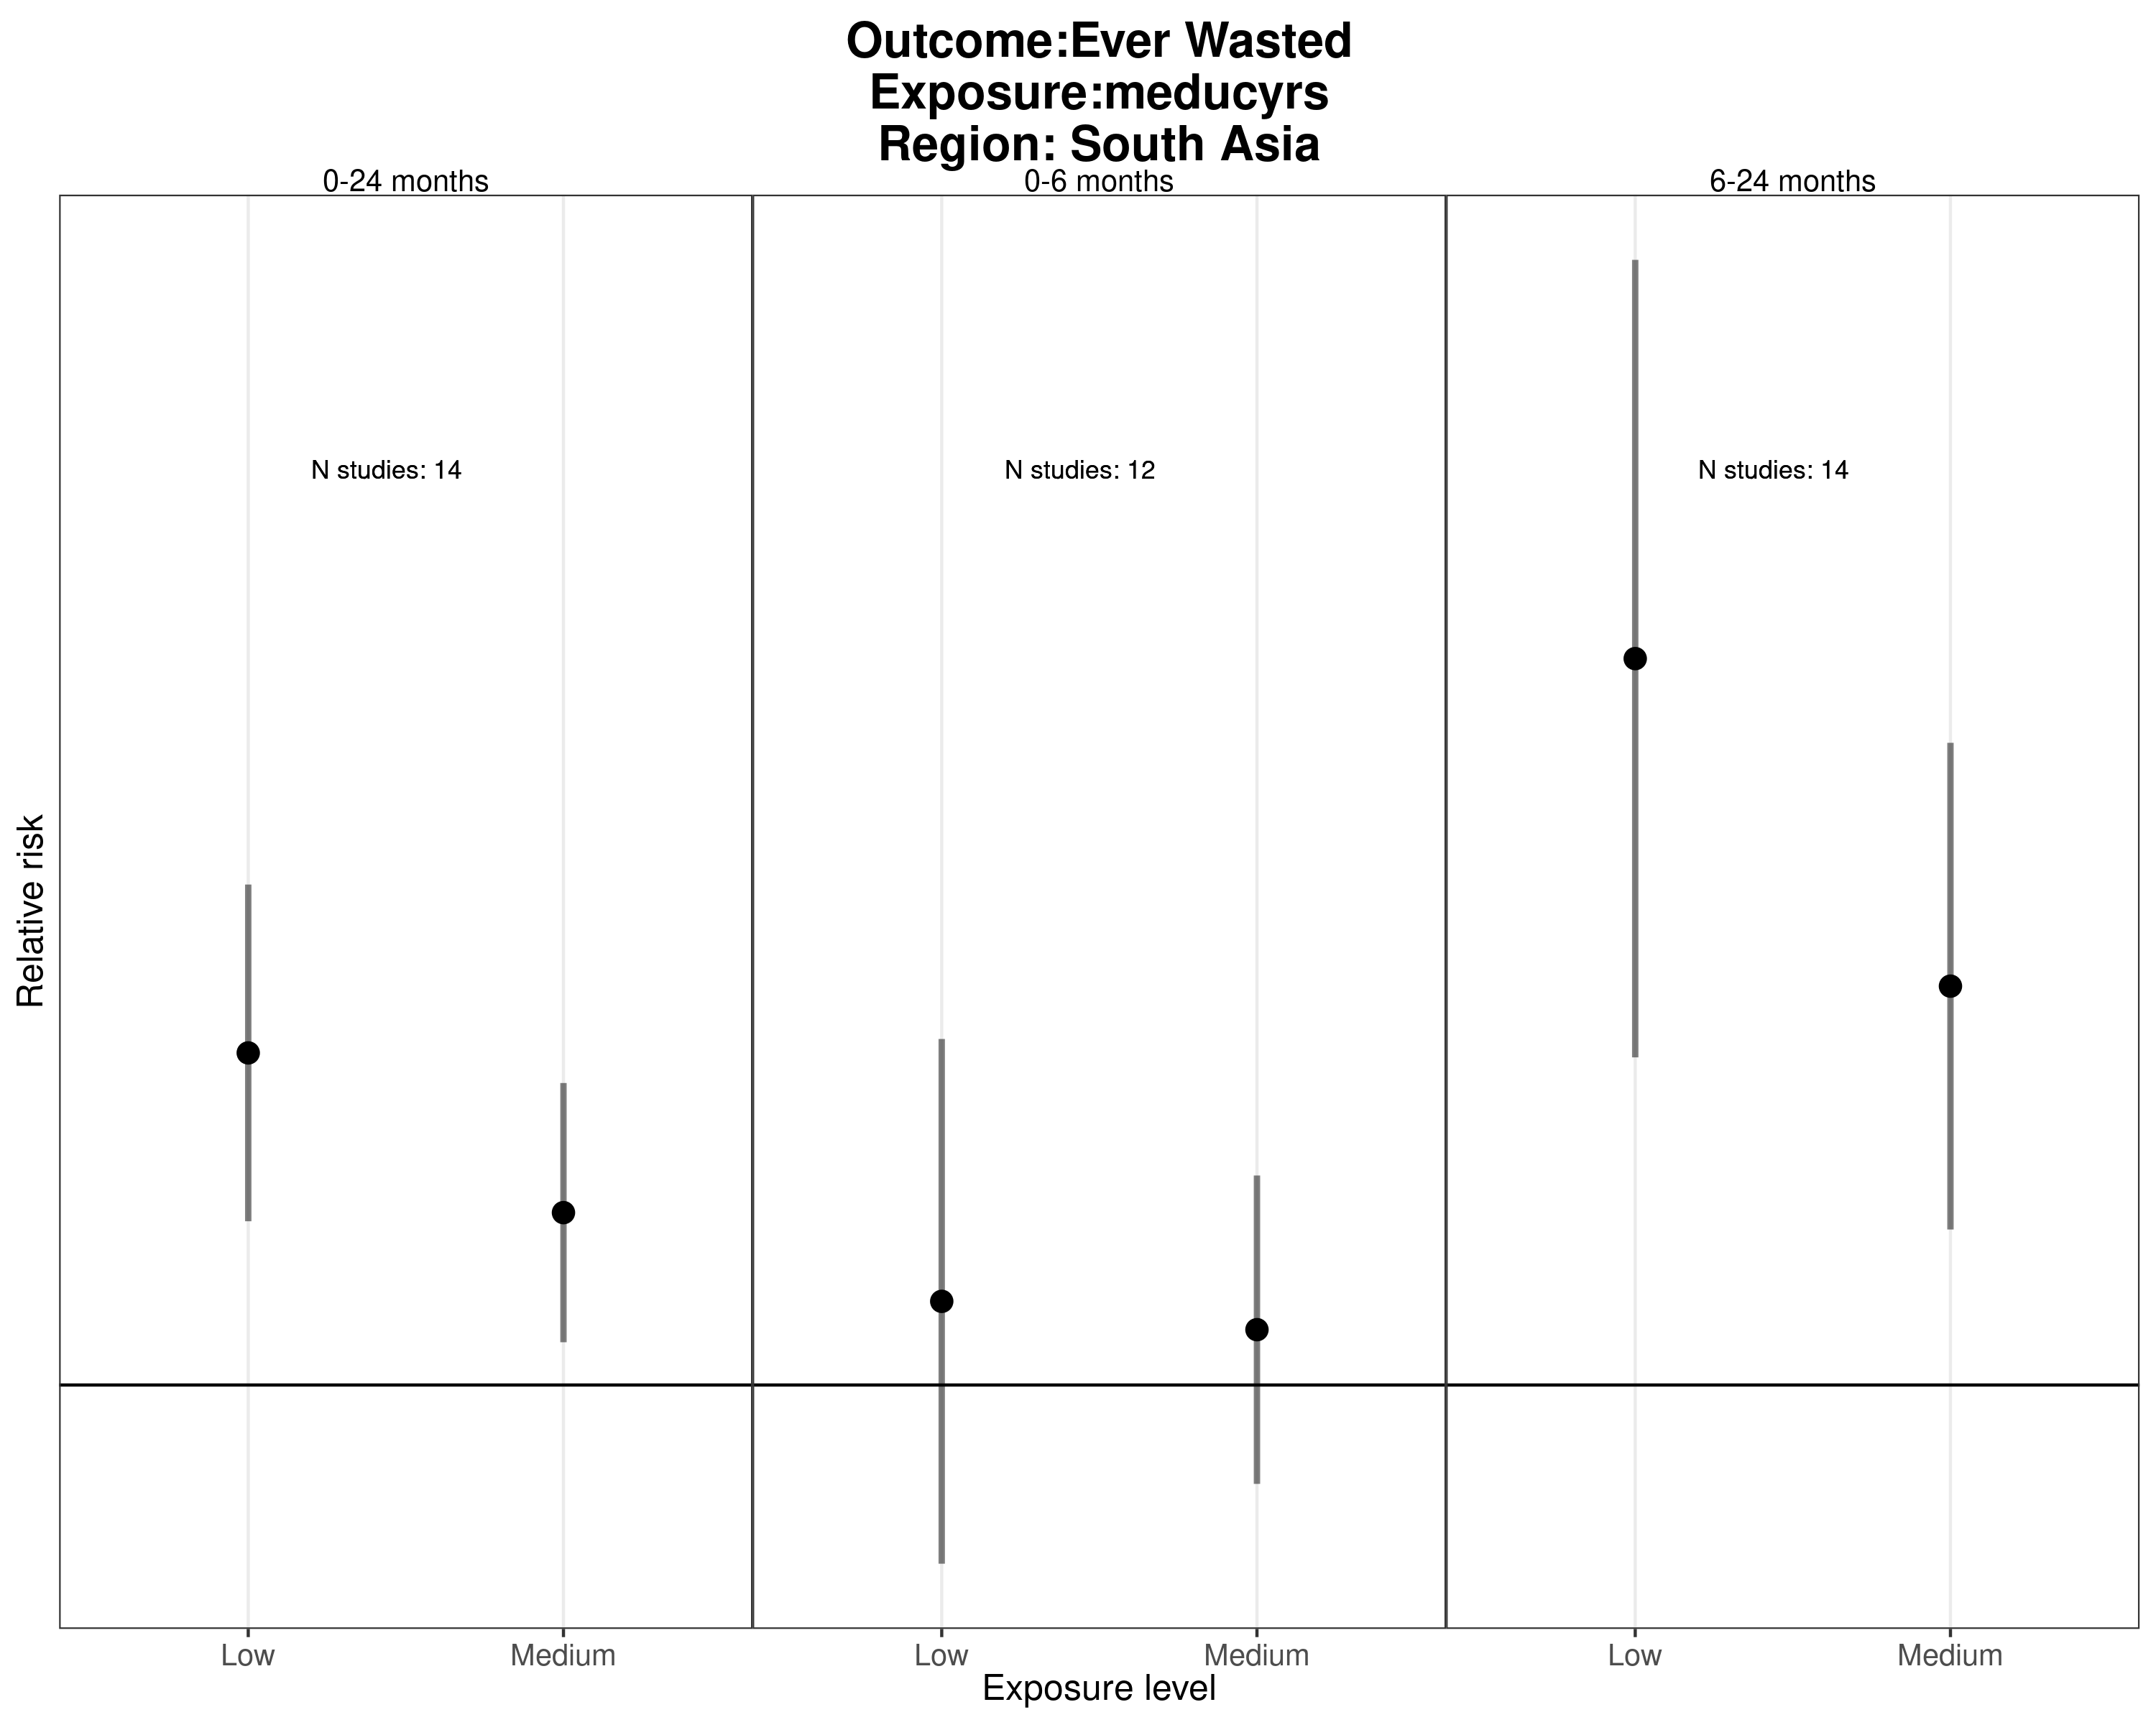 Outcome:Ever Wasted
Exposure:meducyrs
Region: South Asia
0-24 months
0-6 months
6-24 months
N studies: 14
N studies: 12
N studies: 14
Relative risk
Low
Medium
Low
Medium
Low
Medium
Exposure level